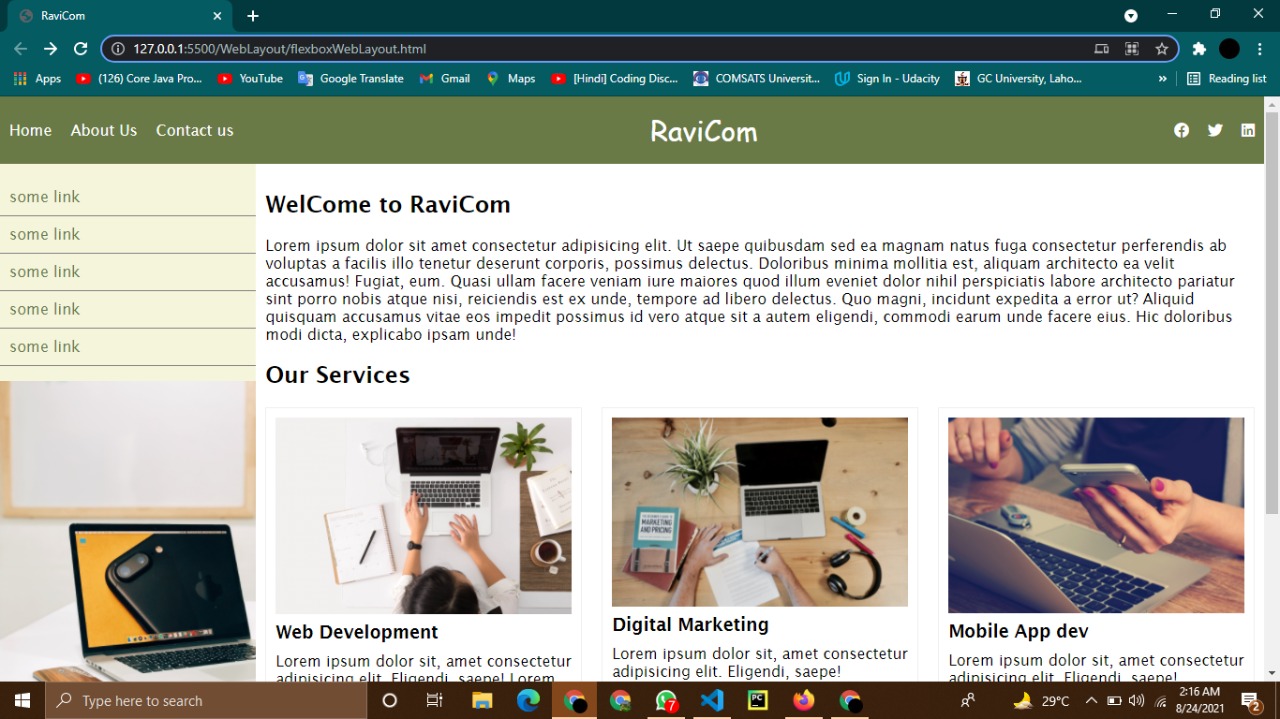 RaviCom
127.0.0.1:5500/WebLayout/flexboxWebLayout.html
Apps (126) Core Java Pro... YouTube Google Translate Gmail Maps [Hindi] Coding Disc... COMSATS Universit... Sign In - Udacity GC University, Laho... » Reading list
Home About Us Contact us RaviCom
some link
some link
some link
some link
some link
WelCome to RaviCom
Lorem ipsum dolor sit amet consectetur adipisicing elit. Ut saepe quibusdam sed ea magnam natus fuga consectetur perferendis ab
voluptas a facilis illo tenetur deserunt corporis, possimus delectus. Doloribus minima mollitia est, aliquam architecto ea velit
accusamus! Fugiat, eum. Quasi ullam facere veniam iure maiores quod illum eveniet dolor nihil perspiciatis labore architecto pariatur
sint porro nobis atque nisi, reiciendis est ex unde, tempore ad libero delectus. Quo magni, incidunt expedita a error ut? Aliquid
quisquam accusamus vitae eos impedit possimus id vero atque sit a autem eligendi, commodi earum unde facere eius. Hic doloribus
modi dicta, explicabo ipsam unde!
Our Services
MARKETING
AND PRICING
Web Development
Lorem ipsum dolor sit, amet consectetur
adipisicing elit. Eligendi, saepe! Lorem
Digital Marketing
Lorem ipsum dolor sit, amet consectetur
adipisicing elit. Eligendi, saepe!
Mobile App dev
Lorem ipsum dolor sit, amet consectetur
adipisicing elit. Eligendi, saepe!
Type here to search
7
PC
29°C
2:16 AM
8/24/2021
2